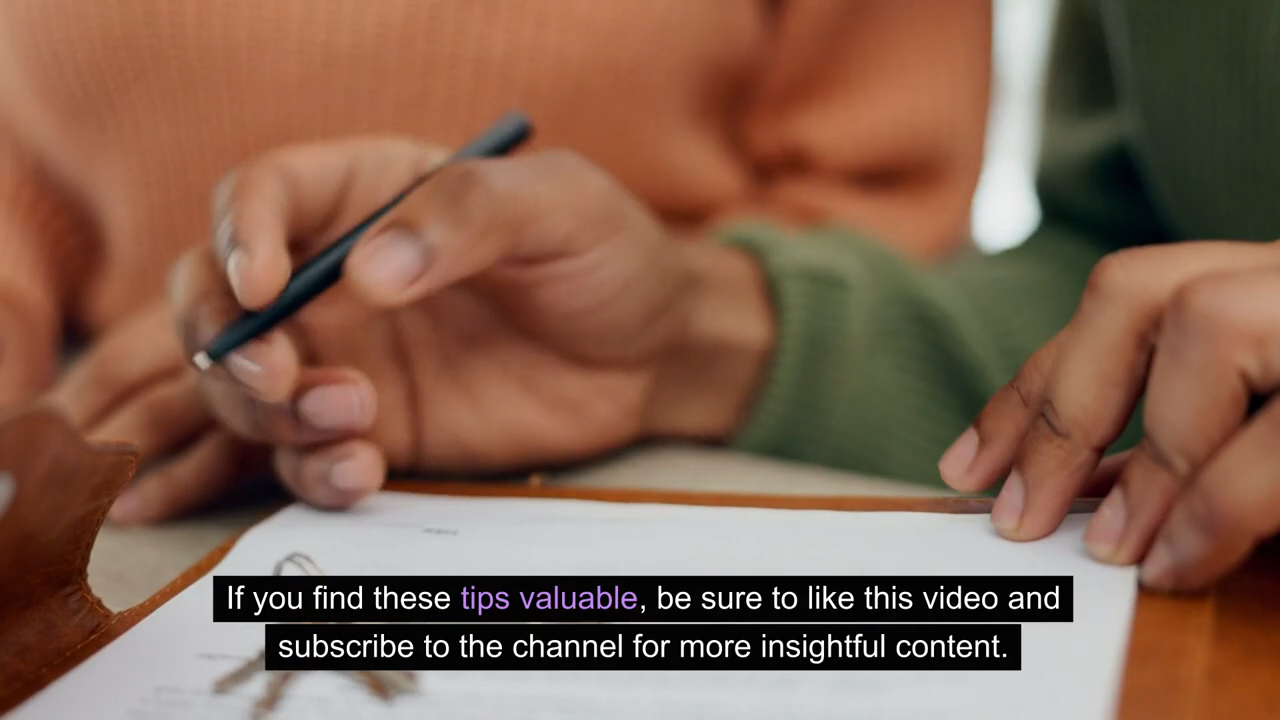 If you find these tips valuable, be sure to like this video and
subscribe to the channel for more insightful content.